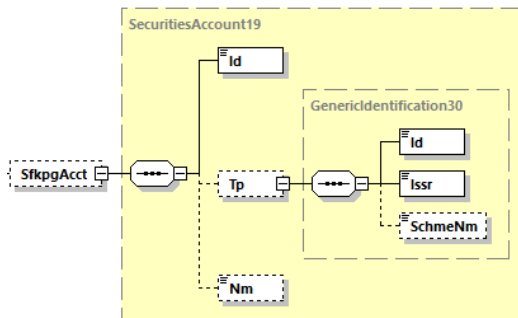 SecuritiesAccount19
Id
GenericIdentification30
Id
SfkpgAcct
Tp
Issr
SchmeNm
Nm